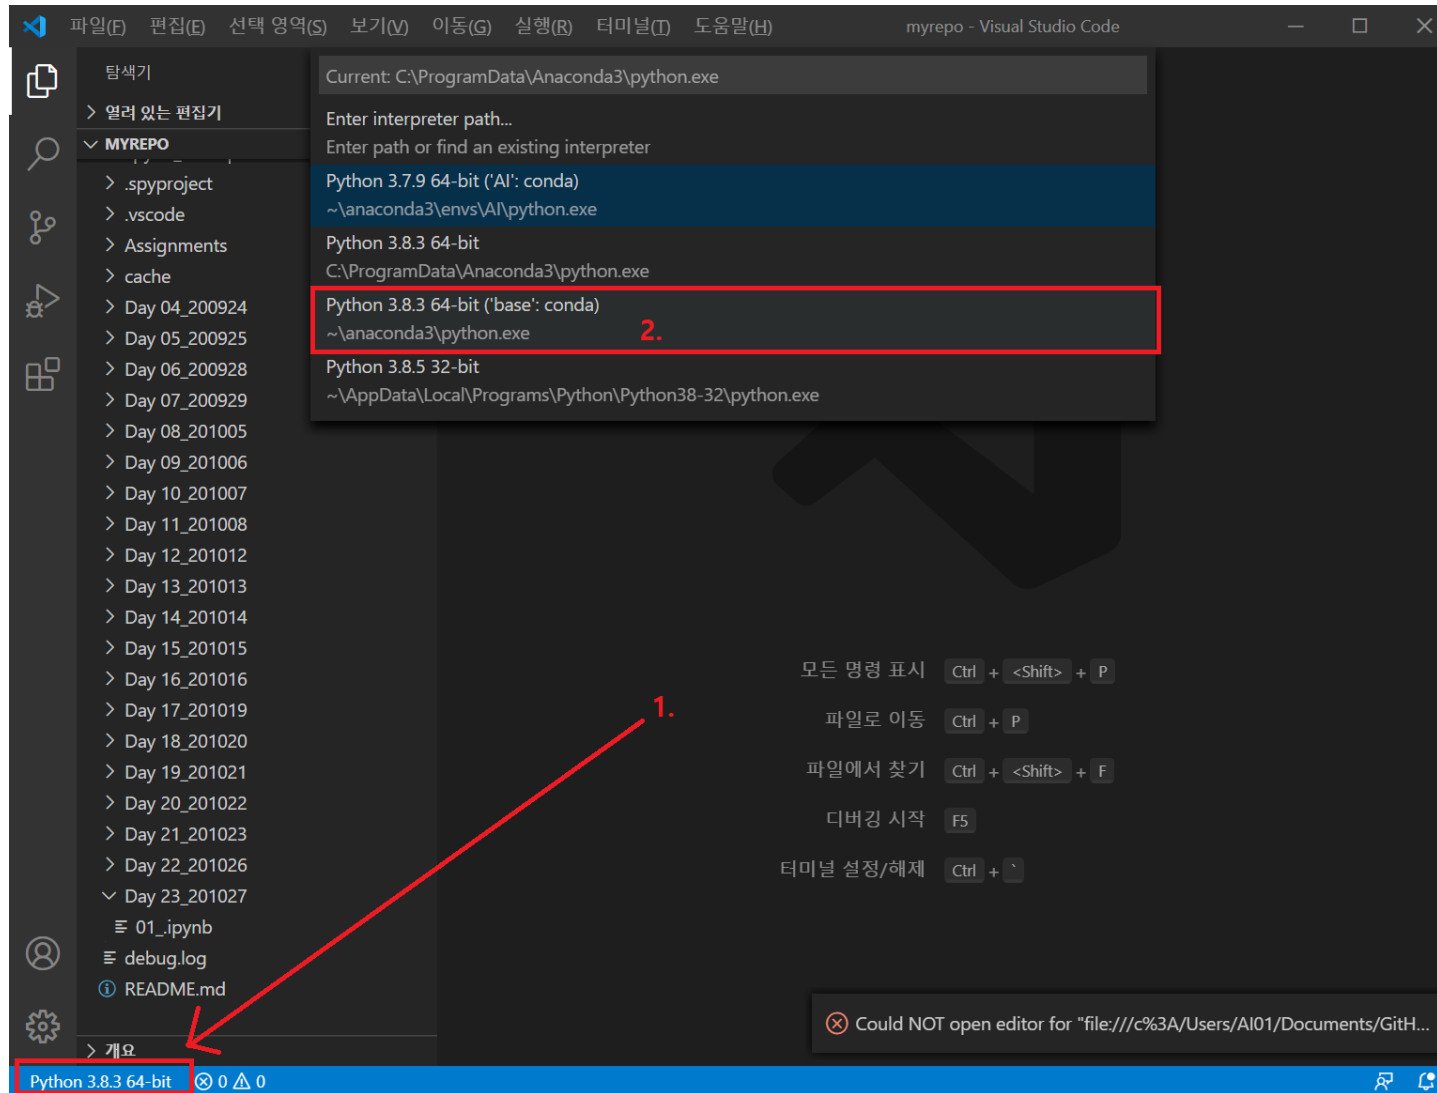 파일(F) 편집(E) 선택 영역(S) 보기(V) 이동(G) 실행(R) 터미널(T) 도움말(H) myrepo - Visual Studio Code
탐색기
열려 있는 편집기
MYREPO
.spyproject
.vscode
Assignments
cache
Day 04_200924
Day 05_200925
Day 06_200928
Day 07_200929
Day 08_201005
Day 09_201006
Day 10_201007
Day 11_201008
Day 12_201012
Day 13_201013
Day 14_201014
Day 15_201015
Day 16_201016
Day 17_201019
Day 18_201020
Day 19_201021
Day 20_201022
Day 21_201023
Day 22_201026
Day 23_201027
01_.ipynb
debug.log
README.md
개요
Current: C:\ProgramData\Anaconda3\python.exe
Enter interpreter path...
Enter path or find an existing interpreter
Python 3.7.9 64-bit ('AI': conda)
~\anaconda3\envs\AI\python.exe
Python 3.8.3 64-bit
C:\ProgramData\Anaconda3\python.exe
Python 3.8.3 64-bit ('base': conda)
~\anaconda3\python.exe 2.
Python 3.8.5 32-bit
~\AppData\Local\Programs\Python\Python38-32\python.exe
1.
모든 명령 표시 Ctrl + <Shift> + P
파일로 이동 Ctrl + P
파일에서 찾기 Ctrl + <Shift> + F
디버깅 시작 F5
터미널 설정/해제 Ctrl + `
Could NOT open editor for "file:///c%3A/Users/AI01/Documents/GitH...
Python 3.8.3 64-bit 0 0